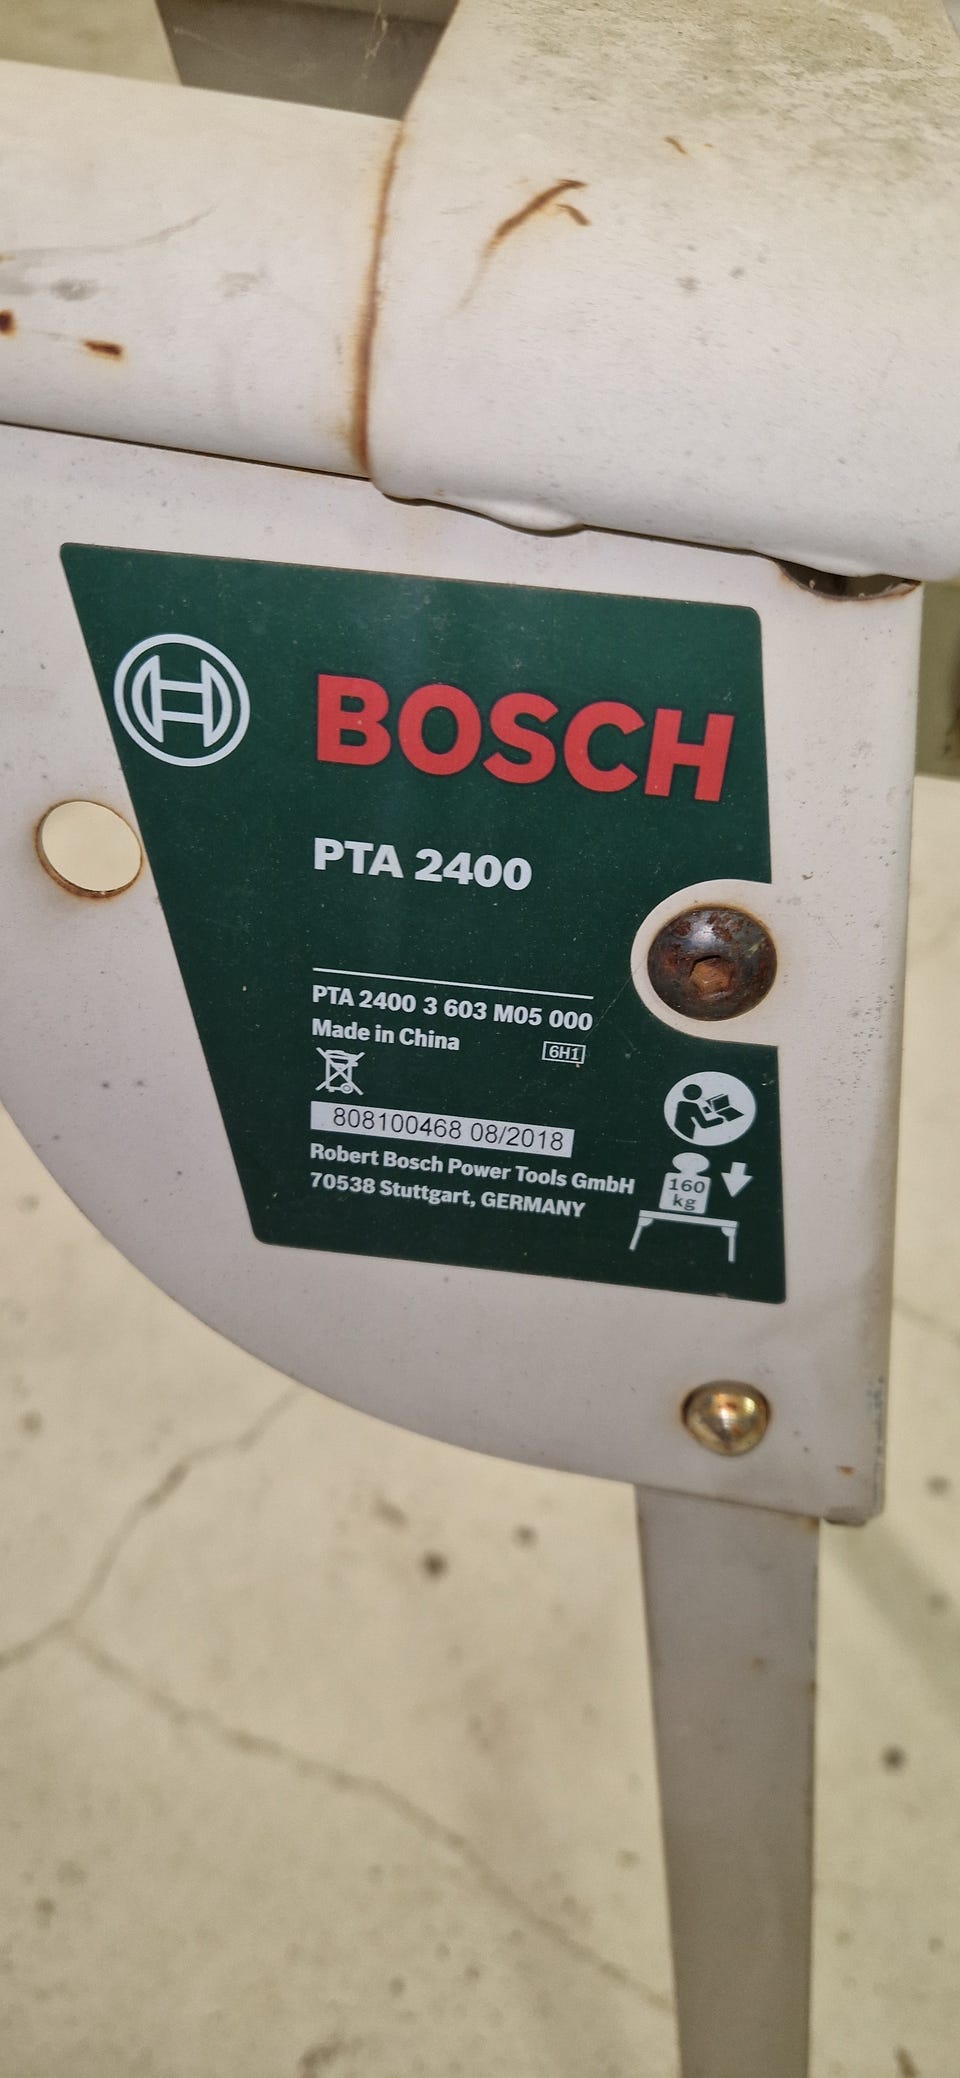 BOSCH
PTA 2400
PTA 2400 3 603 M05 000
Made in China
6H1
808100468 08/2018
Robert Bosch Power Tools GmbH
70538 Stuttgart, GERMANY
160
kg